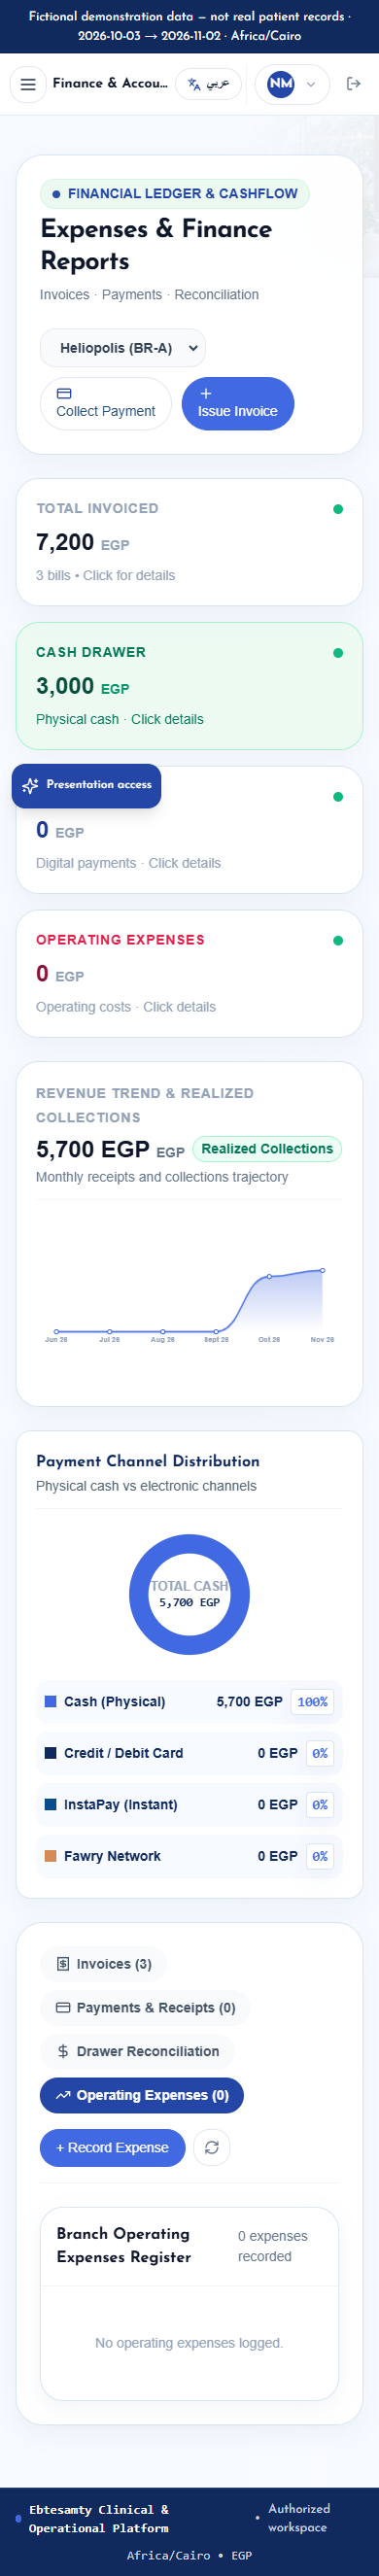 Fictional demonstration data — not real patient records ·
2026-10-03 → 2026-11-02 · Africa/Cairo
Finance & Accou...
عربي
NM
FINANCIAL LEDGER & CASHFLOW
Expenses & Finance
Reports
Invoices · Payments · Reconciliation
Heliopolis (BR-A)
Collect Payment
Issue Invoice
TOTAL INVOICED
7,200 EGP
3 bills • Click for details
CASH DRAWER
3,000 EGP
Physical cash · Click details
Presentation access
0 EGP
Digital payments · Click details
OPERATING EXPENSES
0 EGP
Operating costs · Click details
REVENUE TREND & REALIZED
COLLECTIONS
5,700 EGP EGP Realized Collections
Monthly receipts and collections trajectory
Jun 26 Jul 26 Aug 26 Sept 26 Oct 26 Nov 26
Payment Channel Distribution
Physical cash vs electronic channels
TOTAL CASH
5,700 EGP
Cash (Physical) 5,700 EGP 100%
Credit / Debit Card 0 EGP 0%
InstaPay (Instant) 0 EGP 0%
Fawry Network 0 EGP 0%
Invoices (3)
Payments & Receipts (0)
Drawer Reconciliation
Operating Expenses (0)
+ Record Expense
Branch Operating
Expenses Register
0 expenses
recorded
No operating expenses logged.
Ebtesamty Clinical &
Operational Platform
• Authorized
workspace
Africa/Cairo • EGP